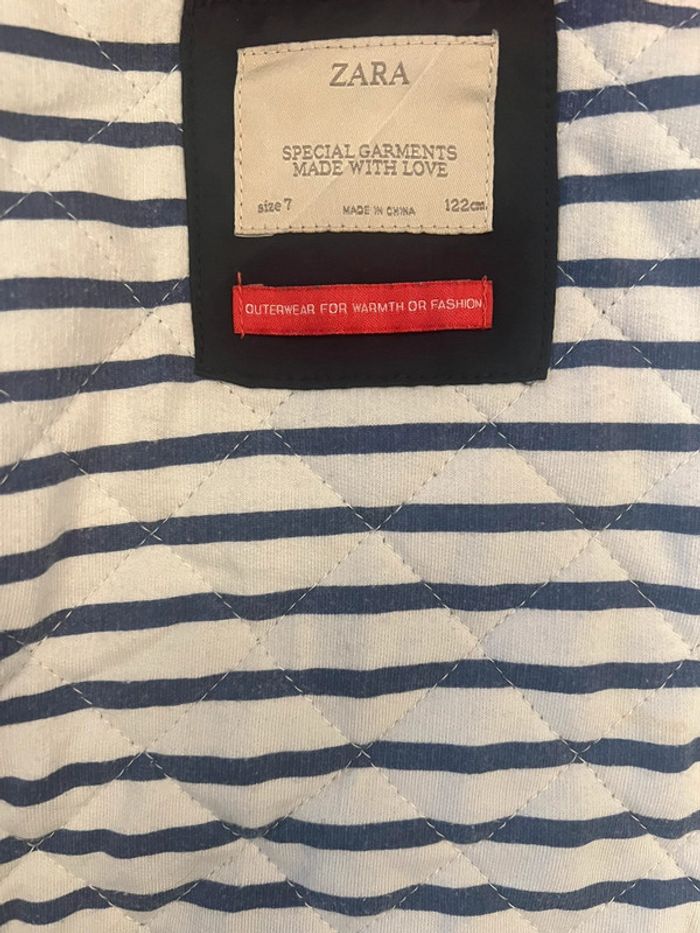 ZARA
SPECIAL GARMENTS
MADE WITH LOVE
size 7 MADE IN CHINA 122cm.
OUTERWEAR FOR WARMTH OR FASHION